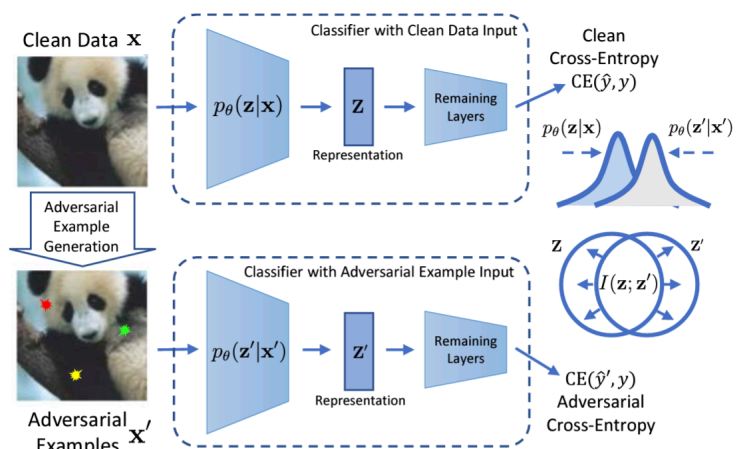 Clean Data x
Classifier with Clean Data Input
pθ(z|x)
z
Representation
Remaining
Layers
Clean
Cross-Entropy
CE(ŷ, y)
pθ(z|x)
pθ(z′|x′)
Adversarial
Example
Generation
z
z′
I(z; z′)
Classifier with Adversarial Example Input
pθ(z′|x′)
z′
Representation
Remaining
Layers
CE(ŷ′, y)
Adversarial
Cross-Entropy
Adversarial
Examples x′